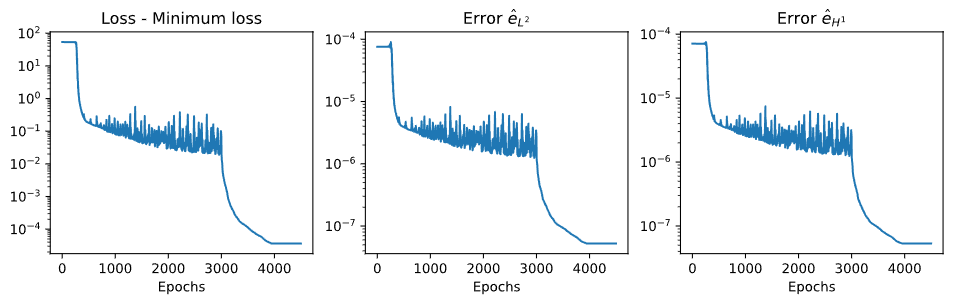 Loss - Minimum loss
10²
10¹
10⁰
10⁻¹
10⁻²
10⁻³
10⁻⁴
0 1000 2000 3000 4000
Epochs
Error ê_{L²}
10⁻⁴
10⁻⁵
10⁻⁶
10⁻⁷
0 1000 2000 3000 4000
Epochs
Error ê_{H¹}
10⁻⁴
10⁻⁵
10⁻⁶
10⁻⁷
0 1000 2000 3000 4000
Epochs